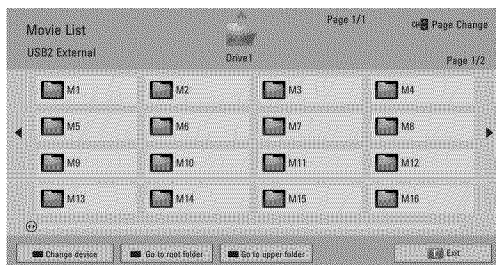 Movie List
Page 1/1
CH Page Change
USB2 External
Drive1
Page 1/2
M1 M2 M3 M4
M5 M6 M7 M8
M9 M10 M11 M12
M13 M14 M15 M16
Change device Go to root folder Go to upper folder Exit